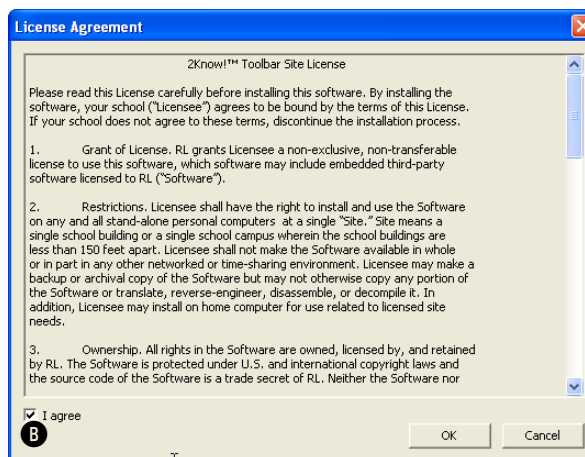 License Agreement
2Know!™ Toolbar Site License
Please read this License carefully before installing this software. By installing the
software, your school ("Licensee") agrees to be bound by the terms of this License.
If your school does not agree to these terms, discontinue the installation process.
1. Grant of License. RL grants Licensee a non-exclusive, non-transferable
license to use this software, which software may include embedded third-party
software licensed to RL ("Software").
2. Restrictions. Licensee shall have the right to install and use the Software
on any and all stand-alone personal computers at a single "Site." Site means a
single school building or a single school campus wherein the school buildings are
less than 150 feet apart. Licensee shall not make the Software available in whole
or in part in any other networked or time-sharing environment. Licensee may make a
backup or archival copy of the Software but may not otherwise copy any portion of
the Software or translate, reverse-engineer, disassemble, or decompile it. In
addition, Licensee may install on home computer for use related to licensed site
needs.
3. Ownership. All rights in the Software are owned, licensed by, and retained
by RL. The Software is protected under U.S. and international copyright laws and
the source code of the Software is a trade secret of RL. Neither the Software nor
I agree
B
OK Cancel